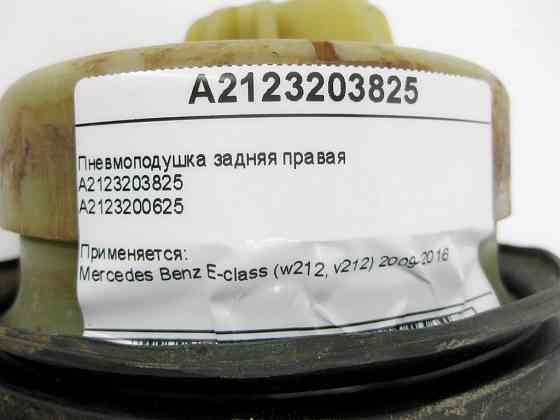 A2123203825
Пневмоподушка задняя правая
A2123203825
A2123200625
Применяется:
Mercedes Benz E-class (w212, v212) 2009-2016